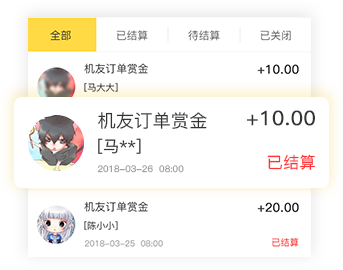 全部 已结算 待结算 已关闭
机友订单赏金 +10.00
[马大大]
机友订单赏金 +10.00
[马**]
2018-03-26 08:00 已结算
机友订单赏金 +20.00
[陈小小]
2018-03-25 08:00 已结算